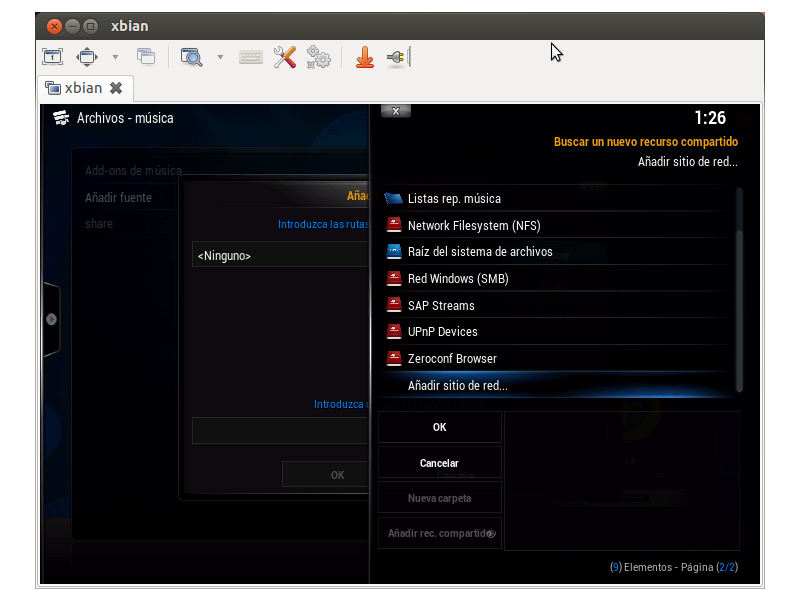 xbian
xbian
Archivos - música
1:26
Buscar un nuevo recurso compartido
Añadir sitio de red...
Add-ons de música
Añadir fuente
share
Añad
Introduzca las rutas
<Ninguno>
Introduzca u
OK
Listas rep. música
Network Filesystem (NFS)
Raíz del sistema de archivos
Red Windows (SMB)
SAP Streams
UPnP Devices
Zeroconf Browser
Añadir sitio de red...
OK
Cancelar
Nueva carpeta
Añadir rec. compartido
(9) Elementos - Página (2/2)